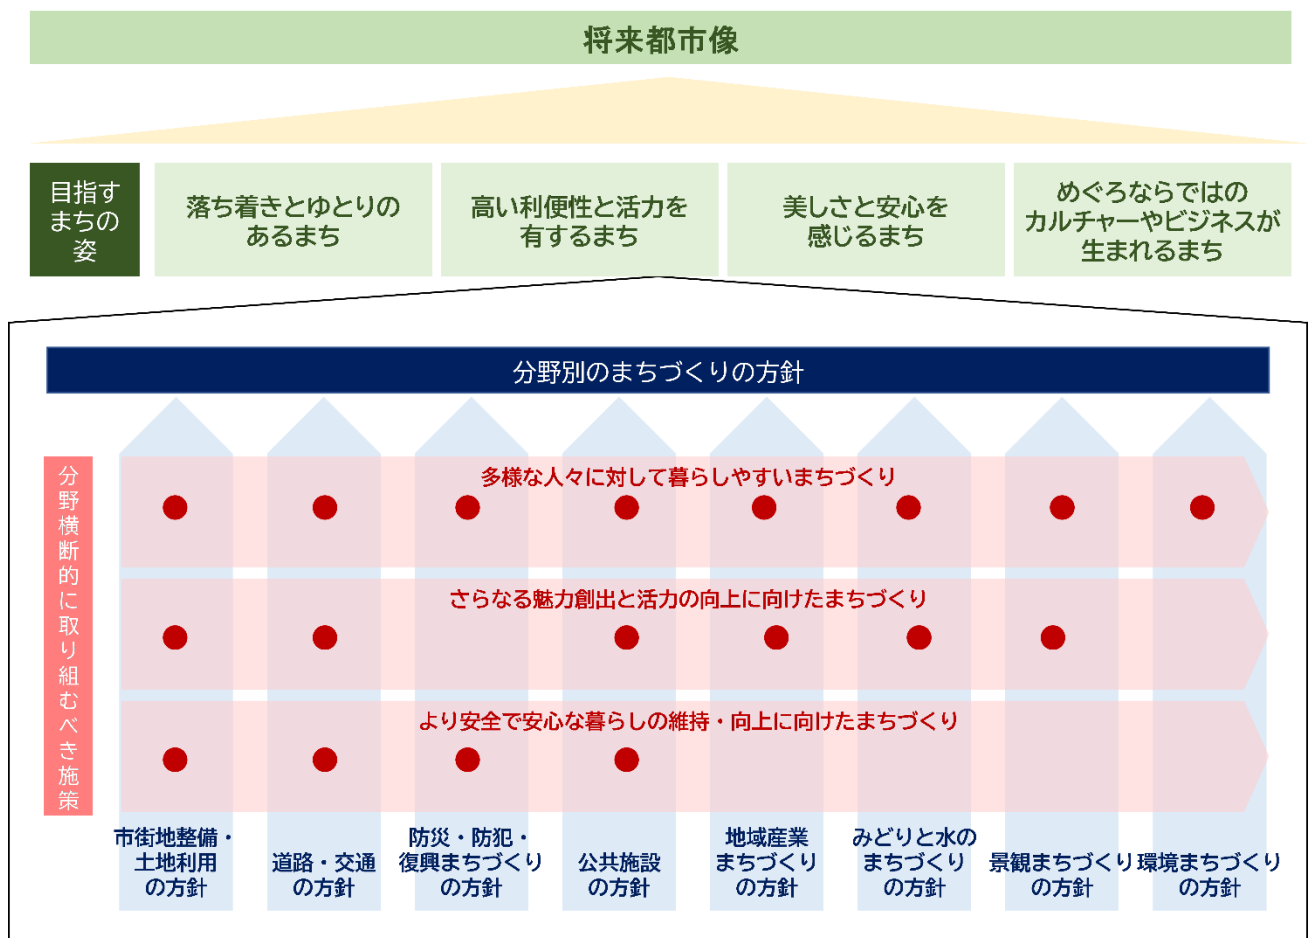 将来都市像
目指す
まちの
姿
落ち着きとゆとりの
あるまち
高い利便性と活力を
有するまち
美しさと安心を
感じるまち
めぐろならではの
カルチャーやビジネスが
生まれるまち
分野別のまちづくりの方針
分野横断的に取り組むべき施策
多様な人々に対して暮らしやすいまちづくり
さらなる魅力創出と活力の向上に向けたまちづくり
より安全で安心な暮らしの維持・向上に向けたまちづくり
市街地整備・
土地利用
の方針
道路・交通
の方針
防災・防犯・
復興まちづくり
の方針
公共施設
の方針
地域産業
まちづくり
の方針
みどりと水の
まちづくり
の方針
景観まちづくり
の方針
環境まちづくり
の方針